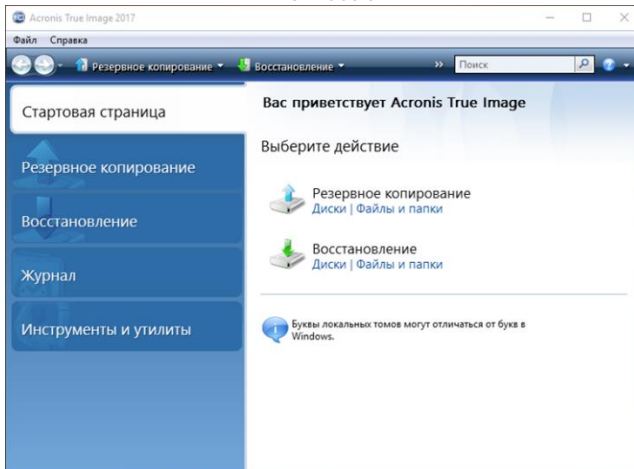 Acronis True Image 2017
Файл Справка
Резервное копирование Восстановление » Поиск
Стартовая страница
Резервное копирование
Восстановление
Журнал
Инструменты и утилиты
Вас приветствует Acronis True Image
Выберите действие
Резервное копирование
Диски | Файлы и папки
Восстановление
Диски | Файлы и папки
Буквы локальных томов могут отличаться от букв в
Windows.